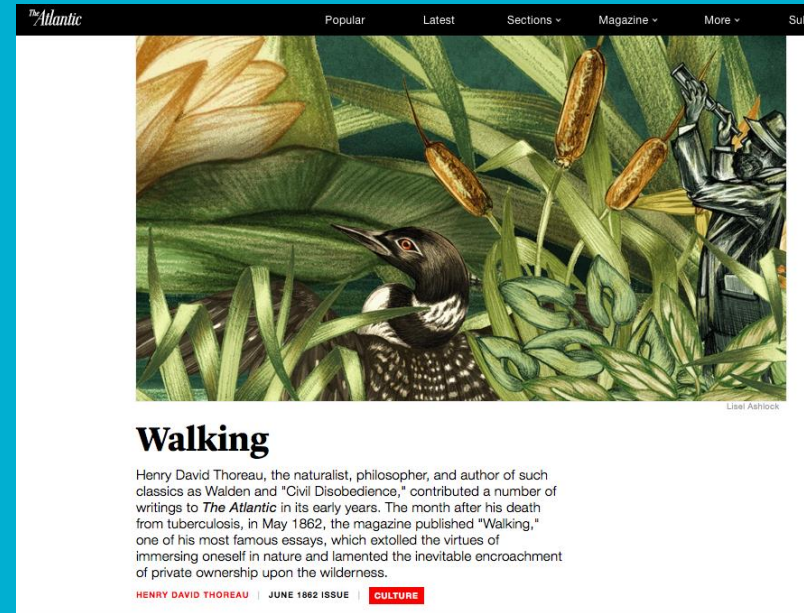 The Atlantic
Popular Latest Sections Magazine More
Lisel Ashlock
Walking
Henry David Thoreau, the naturalist, philosopher, and author of such
classics as Walden and "Civil Disobedience," contributed a number of
writings to The Atlantic in its early years. The month after his death
from tuberculosis, in May 1862, the magazine published "Walking,"
one of his most famous essays, which extolled the virtues of
immersing oneself in nature and lamented the inevitable encroachment
of private ownership upon the wilderness.
HENRY DAVID THOREAU | JUNE 1862 ISSUE | CULTURE